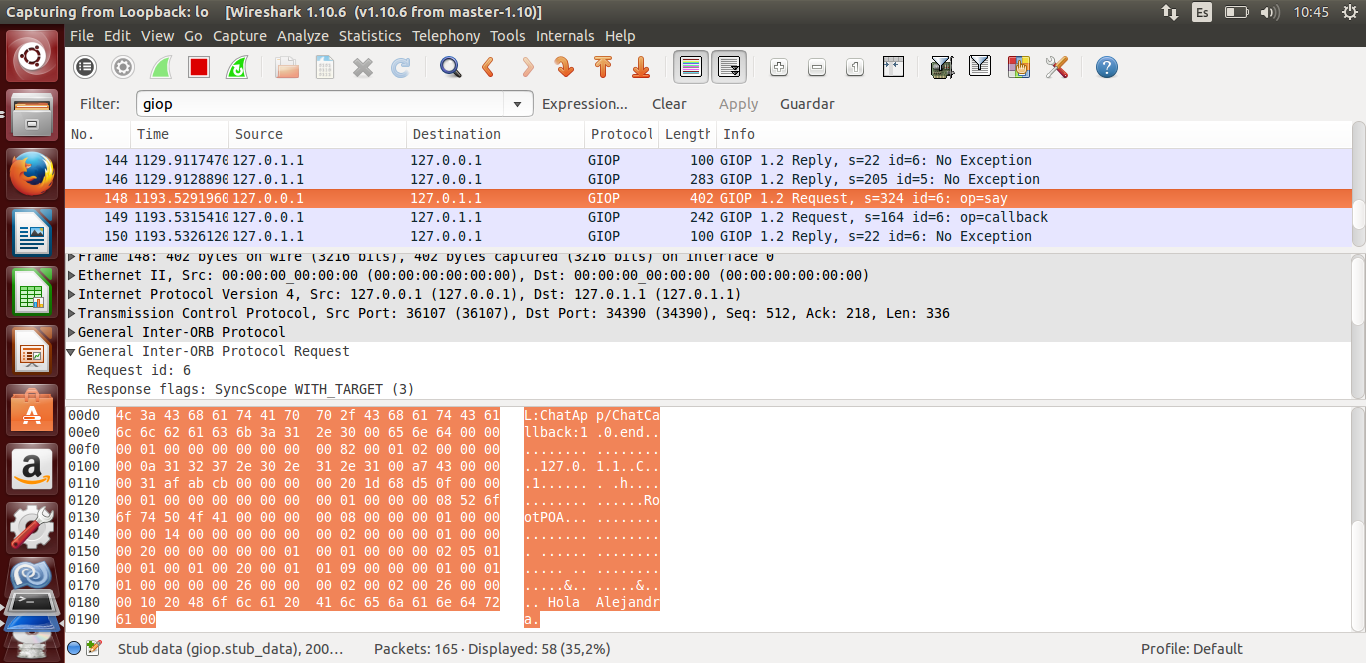 Capturing from Loopback: lo   [Wireshark 1.10.6  (v1.10.6 from master-1.10)]
Es
10:45
File Edit View Go Capture Analyze Statistics Telephony Tools Internals Help
Filter: giop Expression... Clear Apply Guardar
No. Time Source Destination Protocol Length Info
144 1129.9117470 127.0.1.1 127.0.0.1 GIOP 100 GIOP 1.2 Reply, s=22 id=6: No Exception
146 1129.9128890 127.0.1.1 127.0.0.1 GIOP 283 GIOP 1.2 Reply, s=205 id=5: No Exception
148 1193.5291960 127.0.0.1 127.0.1.1 GIOP 402 GIOP 1.2 Request, s=324 id=6: op=say
149 1193.5315410 127.0.1.1 127.0.0.1 GIOP 242 GIOP 1.2 Request, s=164 id=6: op=callback
150 1193.5326120 127.0.1.1 127.0.0.1 GIOP 100 GIOP 1.2 Reply, s=22 id=6: No Exception
Frame 148: 402 bytes on wire (3216 bits), 402 bytes captured (3216 bits) on interface 0
Ethernet II, Src: 00:00:00_00:00:00 (00:00:00:00:00:00), Dst: 00:00:00_00:00:00 (00:00:00:00:00:00)
Internet Protocol Version 4, Src: 127.0.0.1 (127.0.0.1), Dst: 127.0.1.1 (127.0.1.1)
Transmission Control Protocol, Src Port: 36107 (36107), Dst Port: 34390 (34390), Seq: 512, Ack: 218, Len: 336
General Inter-ORB Protocol
General Inter-ORB Protocol Request
Request id: 6
Response flags: SyncScope WITH_TARGET (3)
00d0 4c 3a 43 68 61 74 41 70 70 2f 43 68 61 74 43 61 L:ChatAp p/ChatCa
00e0 6c 6c 62 61 63 6b 3a 31 2e 30 00 65 6e 64 00 00 llback:1 .0.end..
00f0 00 01 00 00 00 00 00 00 00 82 00 01 02 00 00 00 ........ ........
0100 00 0a 31 32 37 2e 30 2e 31 2e 31 00 a7 43 00 00 ..127.0. 1.1..C..
0110 00 31 af ab cb 00 00 00 00 20 1d 68 d5 0f 00 00 .1...... . .h....
0120 00 01 00 00 00 00 00 00 01 00 00 00 00 08 52 6f ........ ......Ro
0130 6f 74 50 4f 41 00 00 00 00 08 00 00 00 01 00 00 otPOA... ........
0140 00 00 14 00 00 00 00 00 00 02 00 00 00 01 00 00 ........ ........
0150 00 20 00 00 00 00 00 01 00 01 00 00 00 02 05 01 . ...... ........
0160 00 01 00 01 00 20 00 01 01 09 00 00 00 01 00 01 ..... .. ........
0170 01 00 00 00 00 26 00 00 00 02 00 02 00 26 00 00 .....&.. .....&..
0180 00 10 20 48 6f 6c 61 20 41 6c 65 6a 61 6e 64 72 .. Hola  Alejandr
0190 61 00 a.
Stub data (giop.stub_data), 200... Packets: 165 · Displayed: 58 (35,2%) Profile: Default